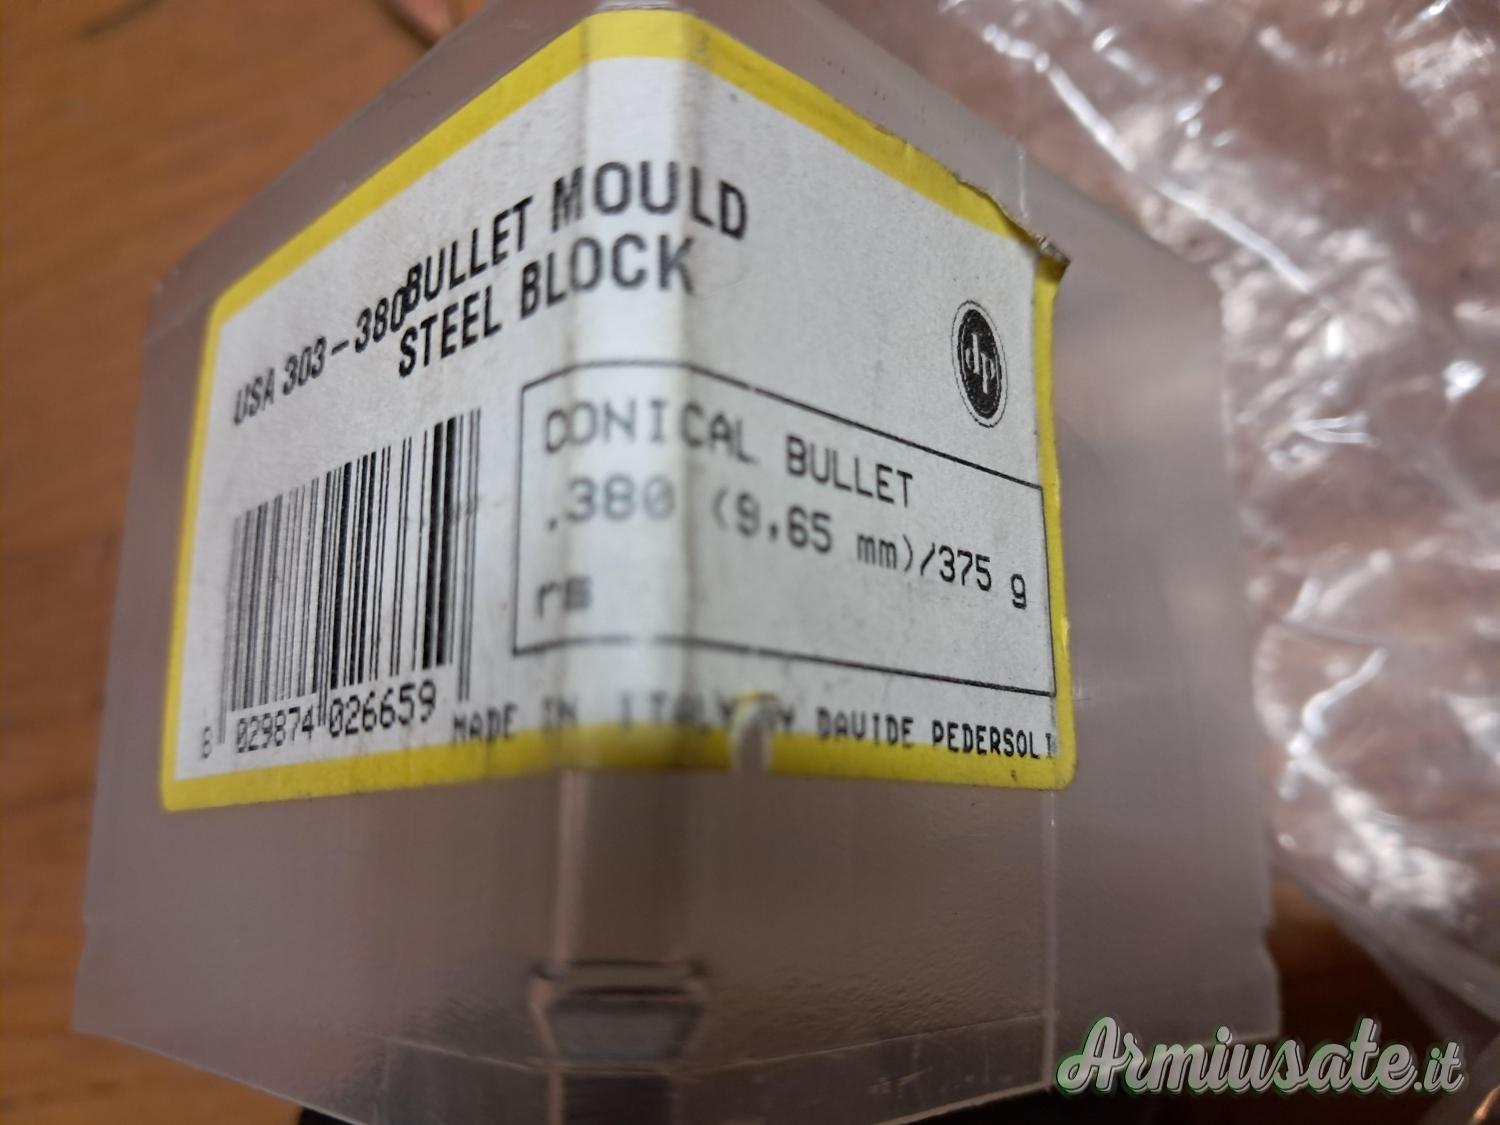 BULLET MOULD
USA 303-380
STEEL BLOCK
dp
CONICAL BULLET
.380 (9,65 mm)/375 g
rs
8 029874 026659
MADE IN ITALY BY DAVIDE PEDERSOLI
Armiusate.it